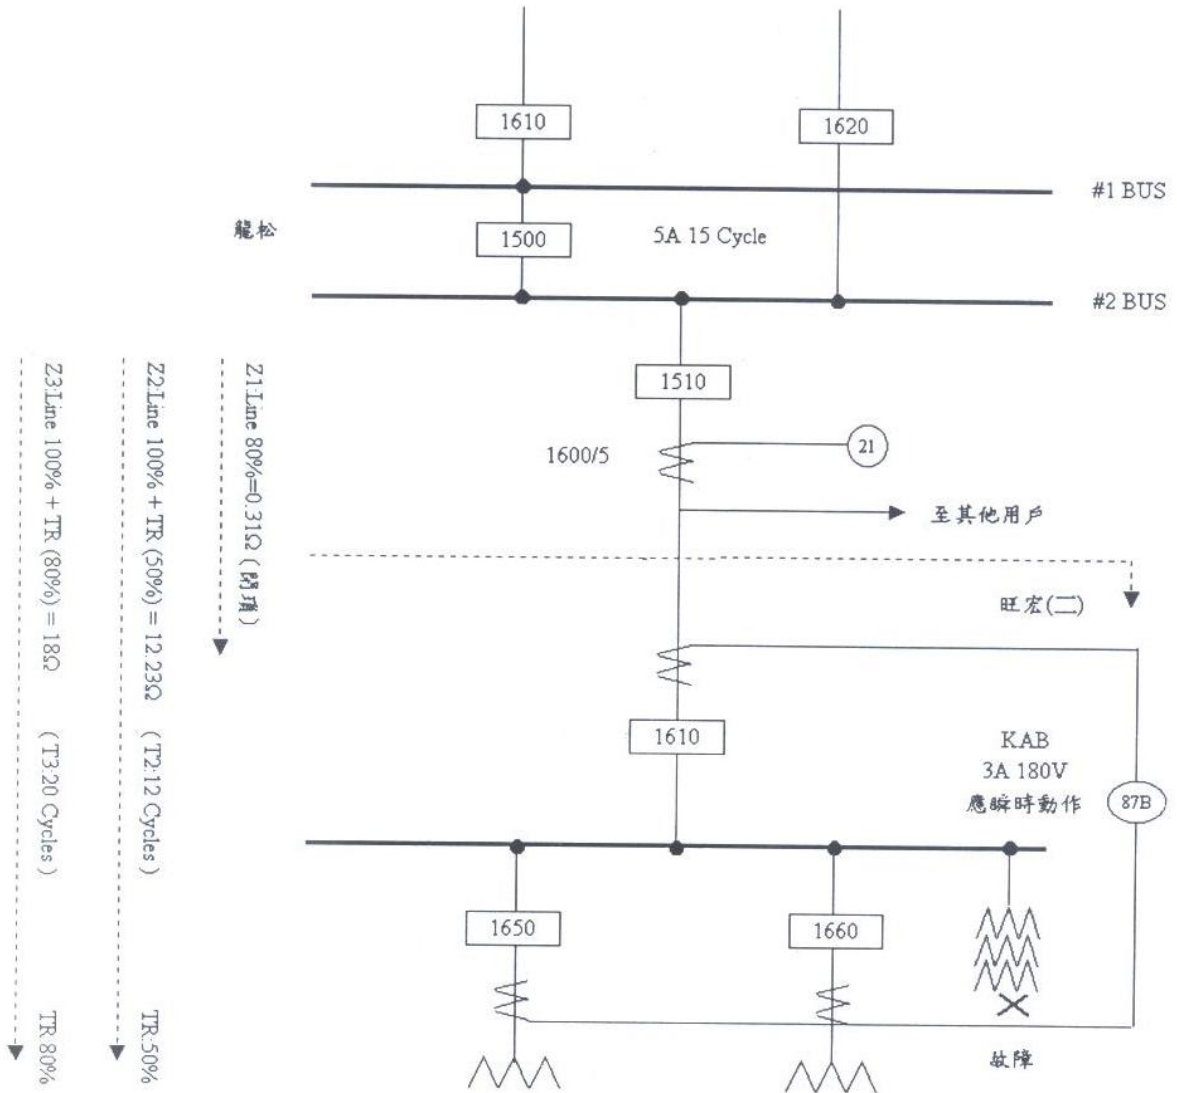 1610
1620
#1 BUS
龍松
1500
5A 15 Cycle
#2 BUS
1510
1600/5
21
至其他用戶
旺宏(二)
1610
KAB
3A 180V
應瞬時動作
87B
1650
1660
故障
Z1:Line 80%=0.31Ω (閉瑣)
Z2:Line 100% + TR (50%) = 12.23Ω (T2:12 Cycles) TR:50%
Z3:Line 100% + TR (80%) = 18Ω (T3:20 Cycles) TR 80%